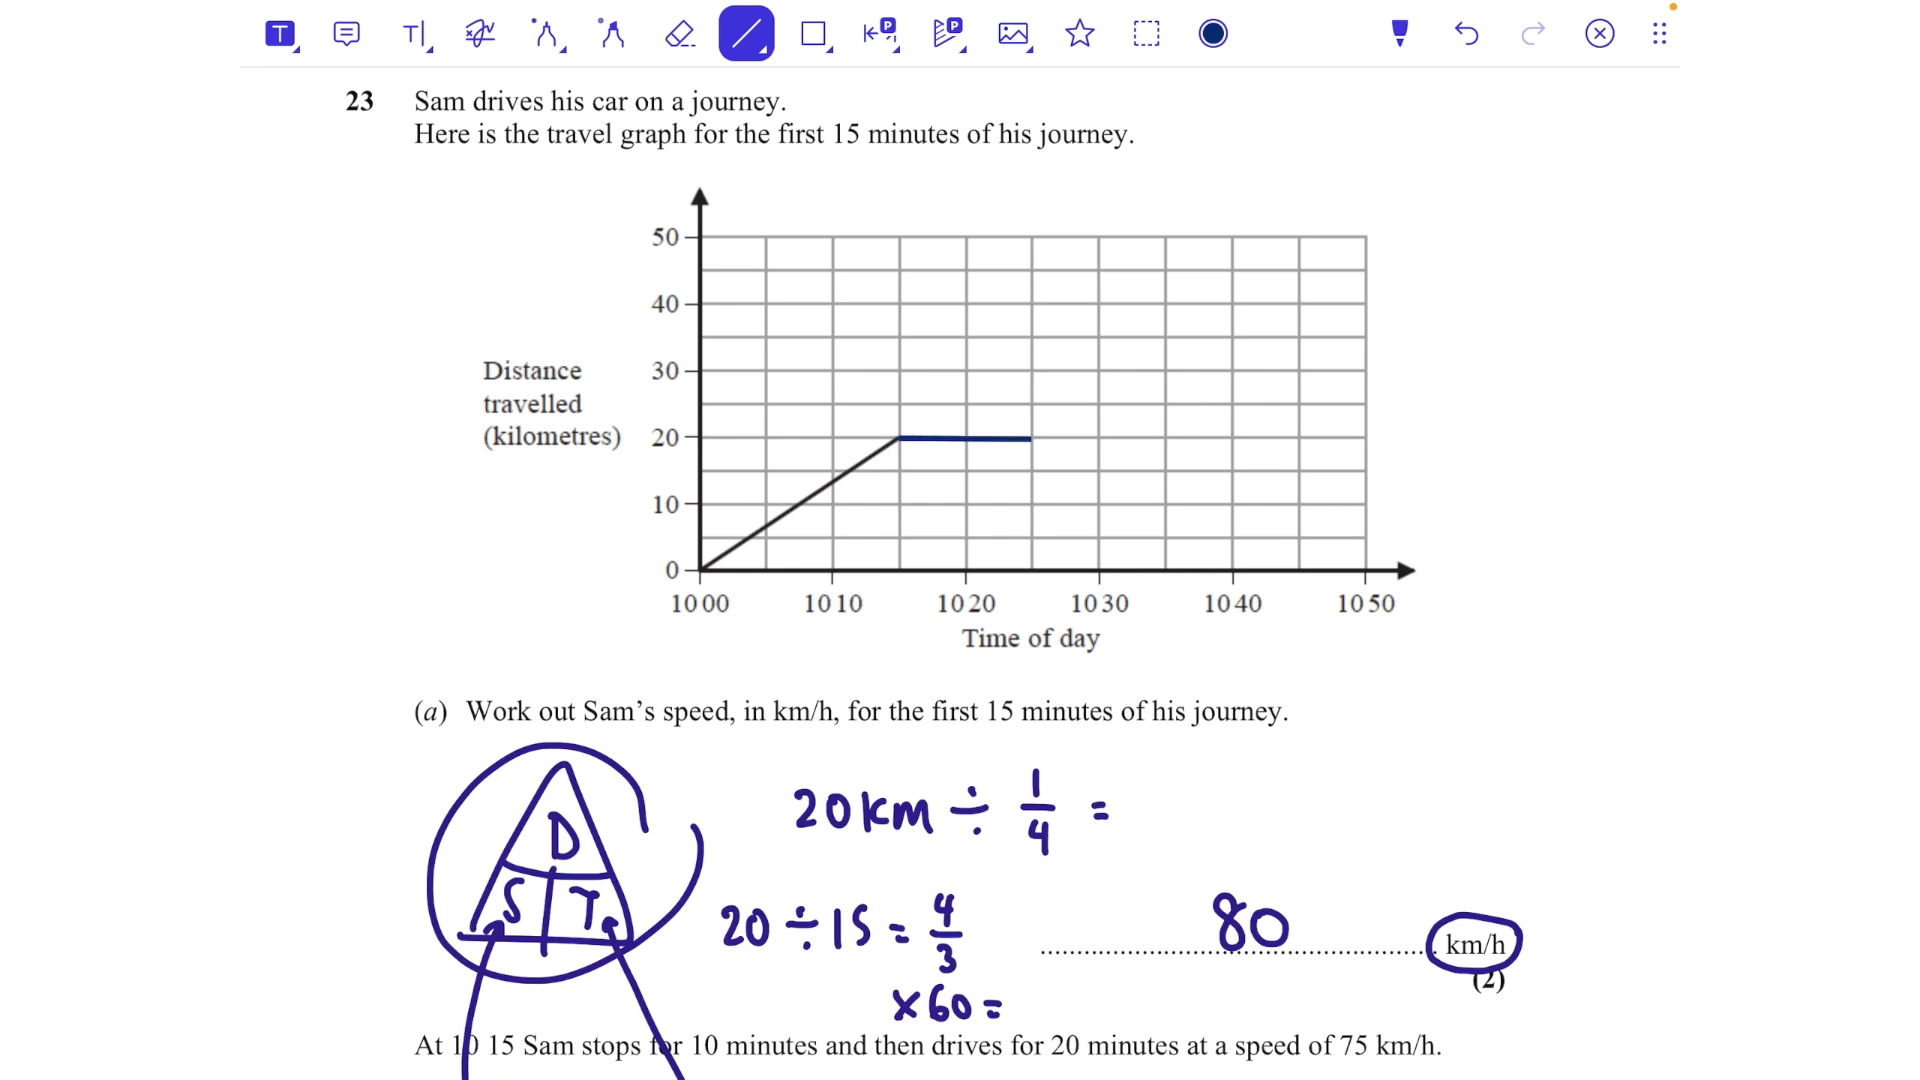 23 Sam drives his car on a journey.
Here is the travel graph for the first 15 minutes of his journey.
50
40
Distance
travelled
(kilometres)
30
20
10
0
10 00 10 10 10 20 10 30 10 40 10 50
Time of day
(a) Work out Sam’s speed, in km/h, for the first 15 minutes of his journey.
20km ÷ 1/4 =
D
S T
20 ÷ 15 = 4/3
80 km/h
(2)
x 60 =
At 10 15 Sam stops for 10 minutes and then drives for 20 minutes at a speed of 75 km/h.